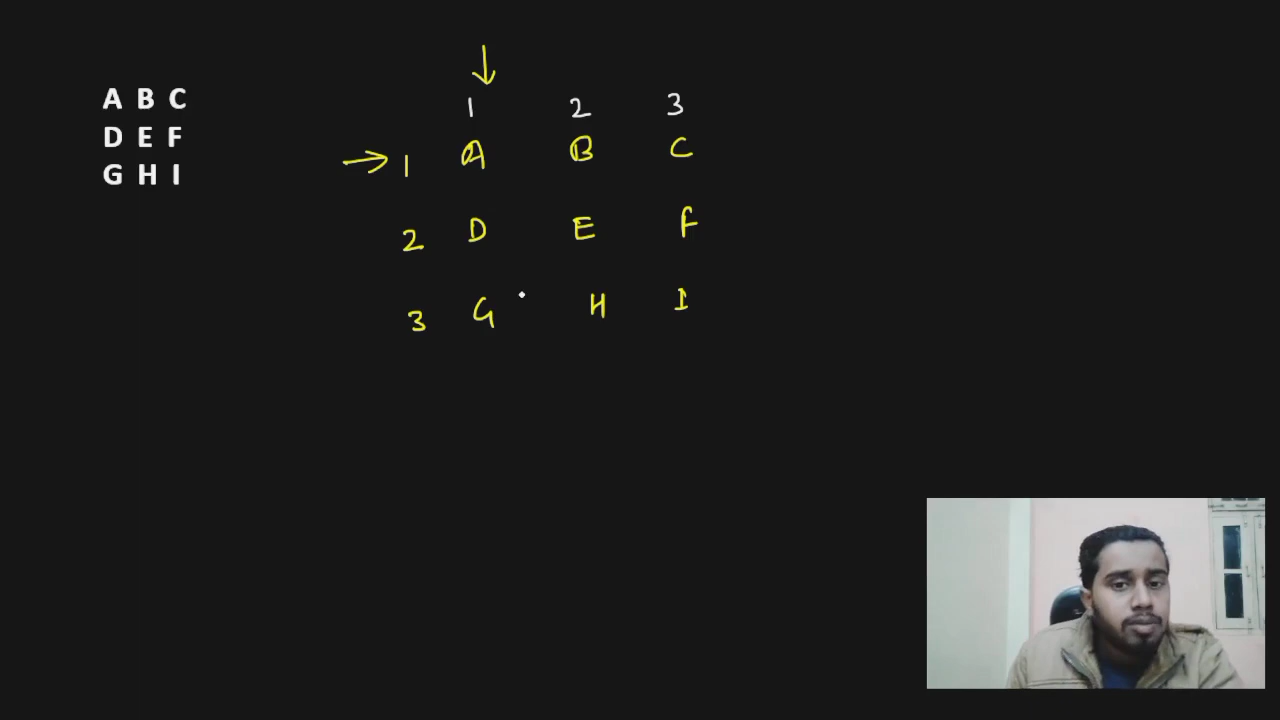 A B C
D E F
G H I
1 2 3
1 A B C
2 D E F
3 G H I